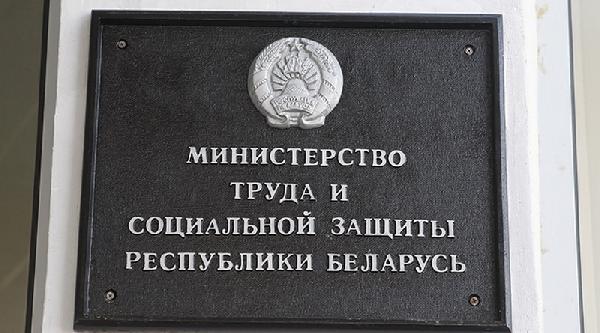 МИНИСТЕРСТВО
ТРУДА И
СОЦИАЛЬНОЙ ЗАЩИТЫ
РЕСПУБЛИКИ БЕЛАРУСЬ